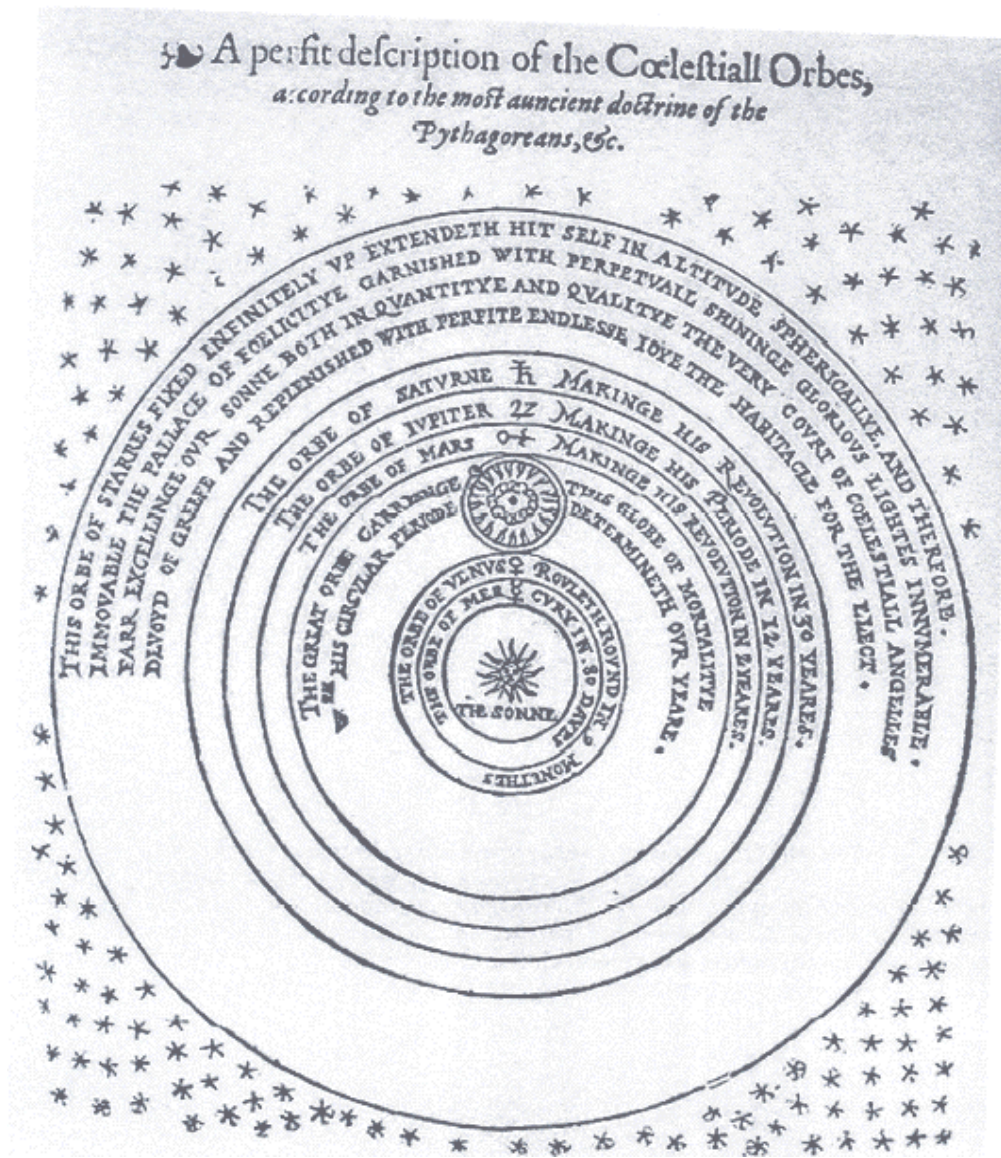 A perfit deſcription of the Cœleſtiall Orbes,
a:cording to the moſt auncient doctrine of the
Pythagoreans,&c.
THIS ORBE OF STARRES FIXED INFINITELY VP EXTENDETH HIT SELF IN ALTITVDE SPHERICALLYE, AND THERFORE
IMMOVABLE THE PALLACE OF FOELICITYE GARNISHED WITH PERPETVALL SHININGE GLORIOVS LIGHTES INNVMERABLE.
FARR EXCELLINGE OVR SONNE BOTH IN QVANTITYE AND QVALITYE THE VERY COVRT OF COELESTIALL ANGELLES
DEVOYD OF GREEFE AND REPLENISHED WITH PERFITE ENDLESSE IOYE THE HABITACLE FOR THE ELECT.
THE ORBE OF SATVRNE ♄ MAKINGE HIS REVOLVTION IN 30 YEARES.
THE ORBE OF IVPITER ♃ MAKINGE HIS PERIODE IN 12 YEARES.
THE ORBE OF MARS ♂ MAKINGE HIS REVOLVTION IN 2 YEARES.
THE GREAT ORBE CARRIENGE THIS GLOBE OF MORTALITYE
HIS CIRCVLAR PERIODE DETERMINETH OVR YEARE.
THE ORBE OF VENVS ♀ ROVLETH ROVND IN 9 MONETHES
THE ORBE OF MER ☿ CVRY IN 80 DAYES
THE SONNE